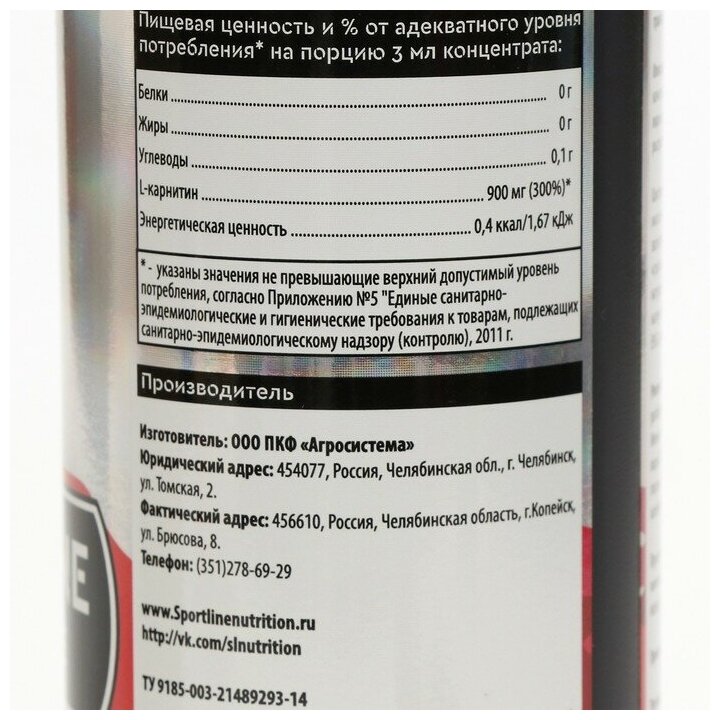 Пищевая ценность и % от адекватного уровня
потребления* на порцию 3 мл концентрата:
Белки 0 г
Жиры 0 г
Углеводы 0,1 г
L-карнитин 900 мг (300%)*
Энергетическая ценность 0,4 ккал/1,67 кДж
* - указаны значения не превышающие верхний допустимый уровень
потребления, согласно Приложению №5 "Единые санитарно-
эпидемиологические и гигиенические требования к товарам, подлежащих
санитарно-эпидемиологическому надзору (контролю), 2011 г.
Производитель
Изготовитель: ООО ПКФ «Агросистема»
Юридический адрес: 454077, Россия, Челябинская обл., г. Челябинск,
ул. Томская, 2.
Фактический адрес: 456610, Россия, Челябинская область, г.Копейск,
ул. Брюсова, 8.
Телефон: (351)278-69-29
www.Sportlinenutrition.ru
http://vk.com/slnutrition
ТУ 9185-003-21489293-14